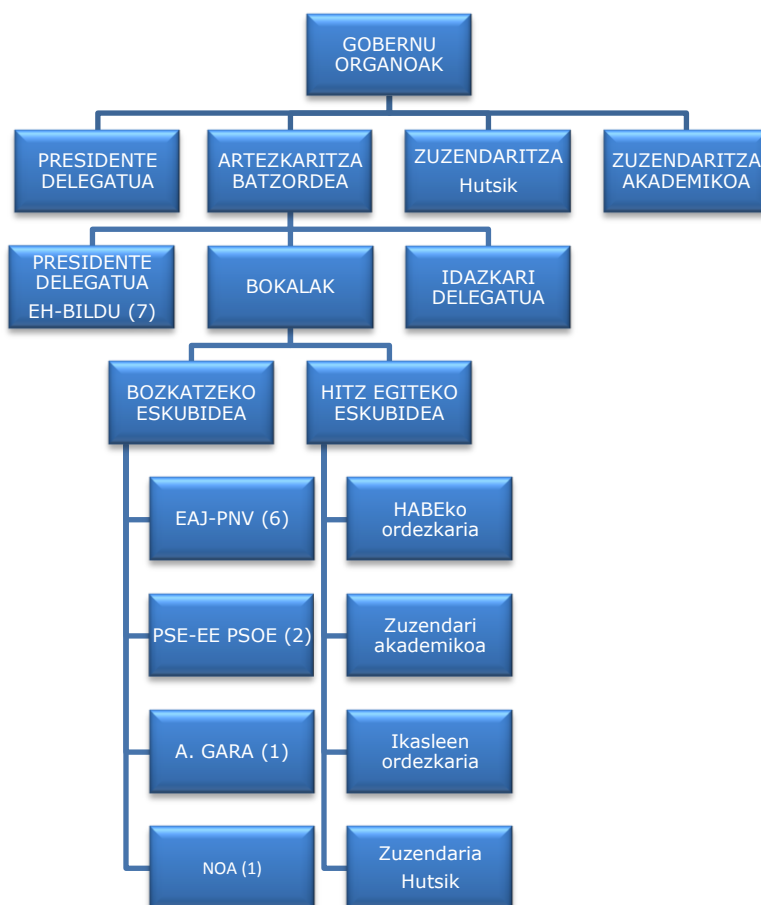 GOBERNU
ORGANOAK
PRESIDENTE
DELEGATUA
ARTEZKARITZA
BATZORDEA
ZUZENDARITZA
Hutsik
ZUZENDARITZA
AKADEMIKOA
PRESIDENTE
DELEGATUA
EH-BILDU (7)
BOKALAK
IDAZKARI
DELEGATUA
BOZKATZEKO
ESKUBIDEA
HITZ EGITEKO
ESKUBIDEA
EAJ-PNV (6)
HABEko
ordezkaria
PSE-EE PSOE (2)
Zuzendari
akademikoa
A. GARA (1)
Ikasleen
ordezkaria
NOA (1)
Zuzendaria
Hutsik